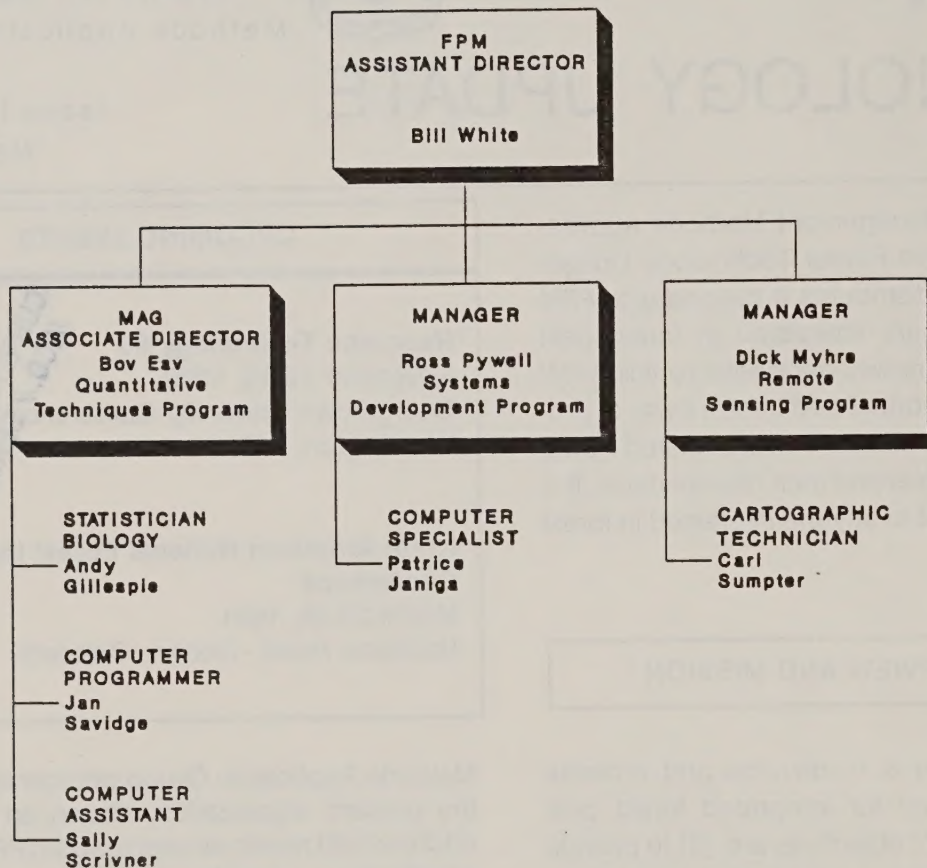 FPM
ASSISTANT DIRECTOR
Bill White
MAG
ASSOCIATE DIRECTOR
Bov Eav
Quantitative
Techniques Program
MANAGER
Ross Pywell
Systems
Development Program
MANAGER
Dick Myhre
Remote
Sensing Program
STATISTICIAN
BIOLOGY
Andy
Gillespie
COMPUTER
PROGRAMMER
Jan
Savidge
COMPUTER
ASSISTANT
Sally
Scrivner
COMPUTER
SPECIALIST
Patrice
Janiga
CARTOGRAPHIC
TECHNICIAN
Carl
Sumpter